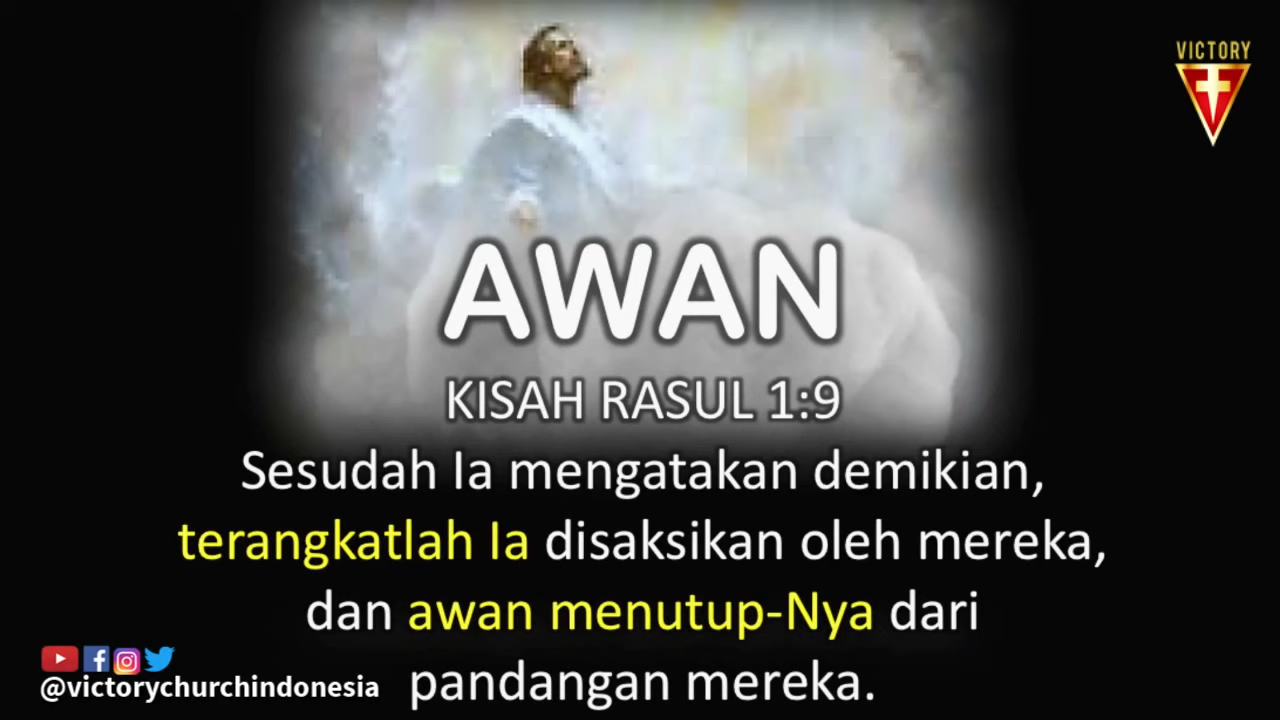 VICTORY
AWAN
KISAH RASUL 1:9
Sesudah Ia mengatakan demikian,
terangkatlah Ia disaksikan oleh mereka,
dan awan menutup-Nya dari
pandangan mereka.
@victorychurchindonesia